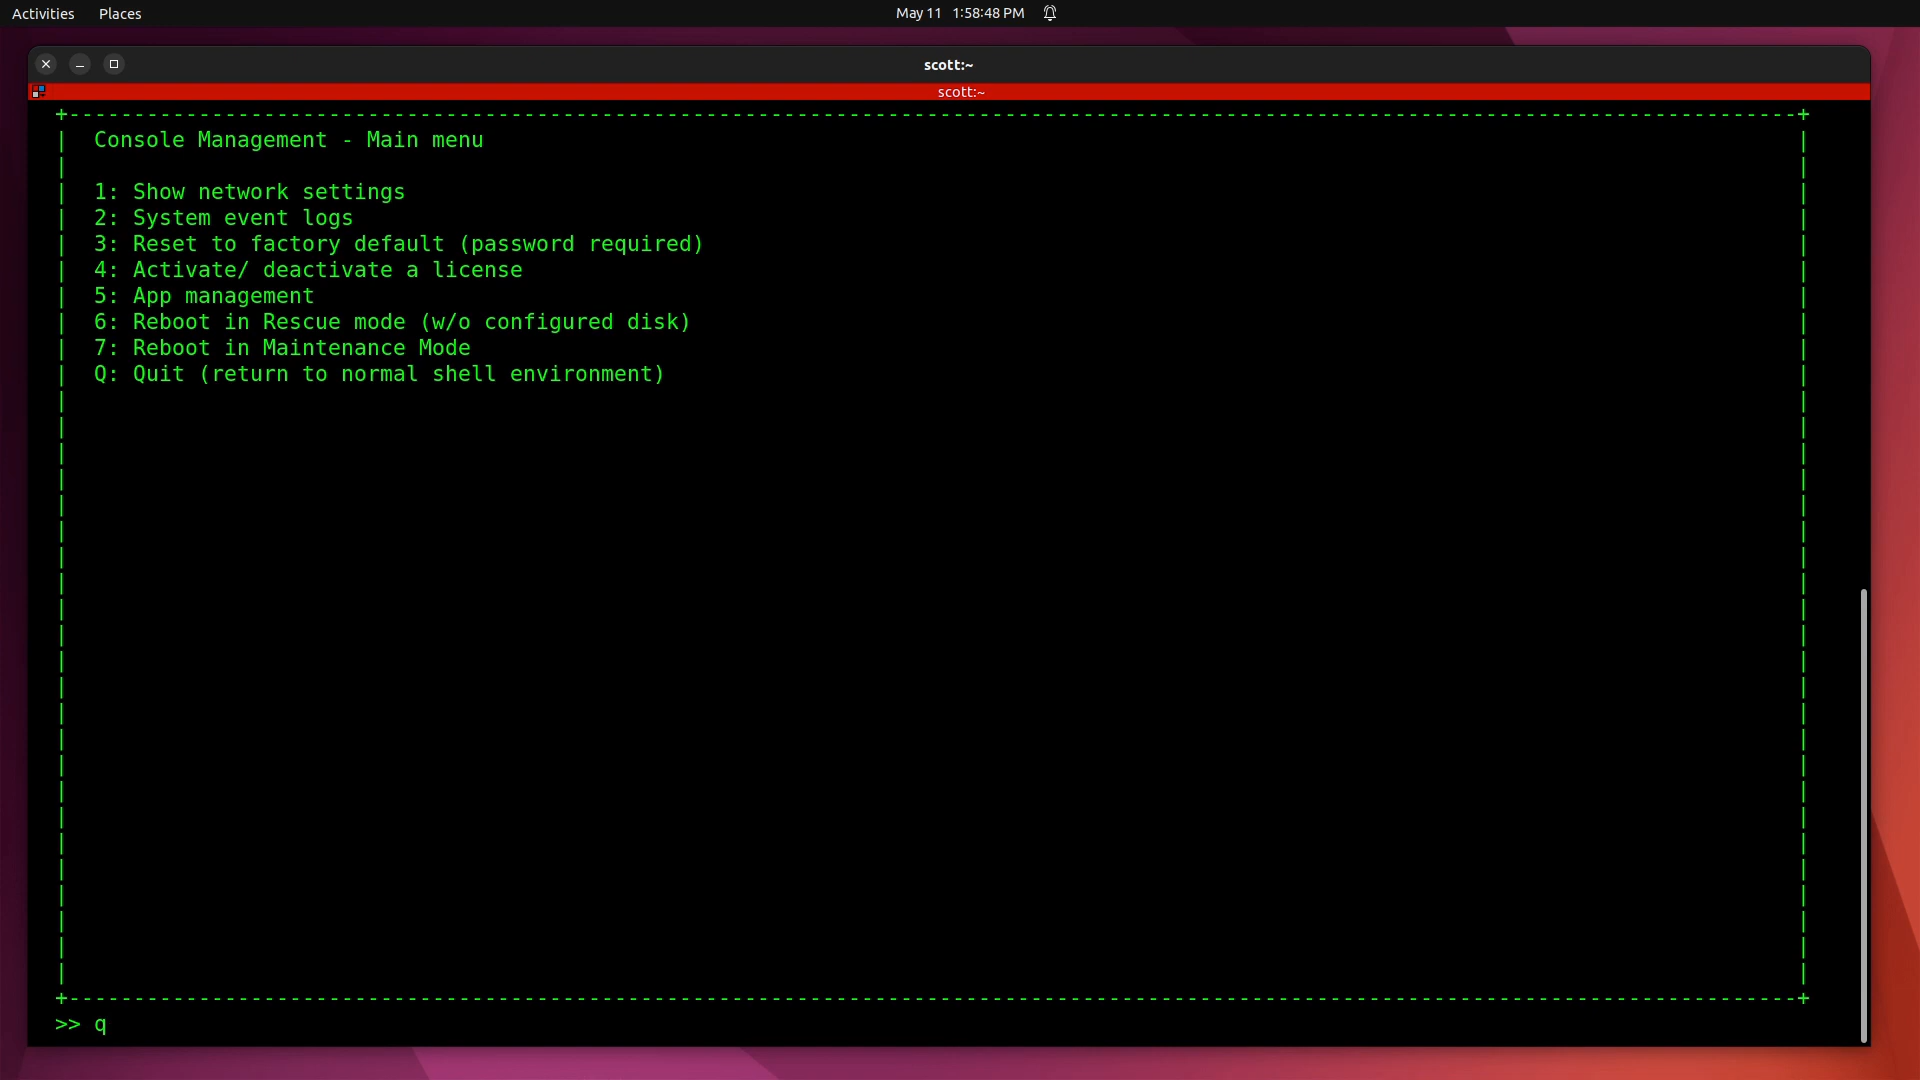 Activities Places May 11 1:58:48 PM
scott:~
scott:~
Console Management - Main menu
1: Show network settings
2: System event logs
3: Reset to factory default (password required)
4: Activate/ deactivate a license
5: App management
6: Reboot in Rescue mode (w/o configured disk)
7: Reboot in Maintenance Mode
Q: Quit (return to normal shell environment)
>> q